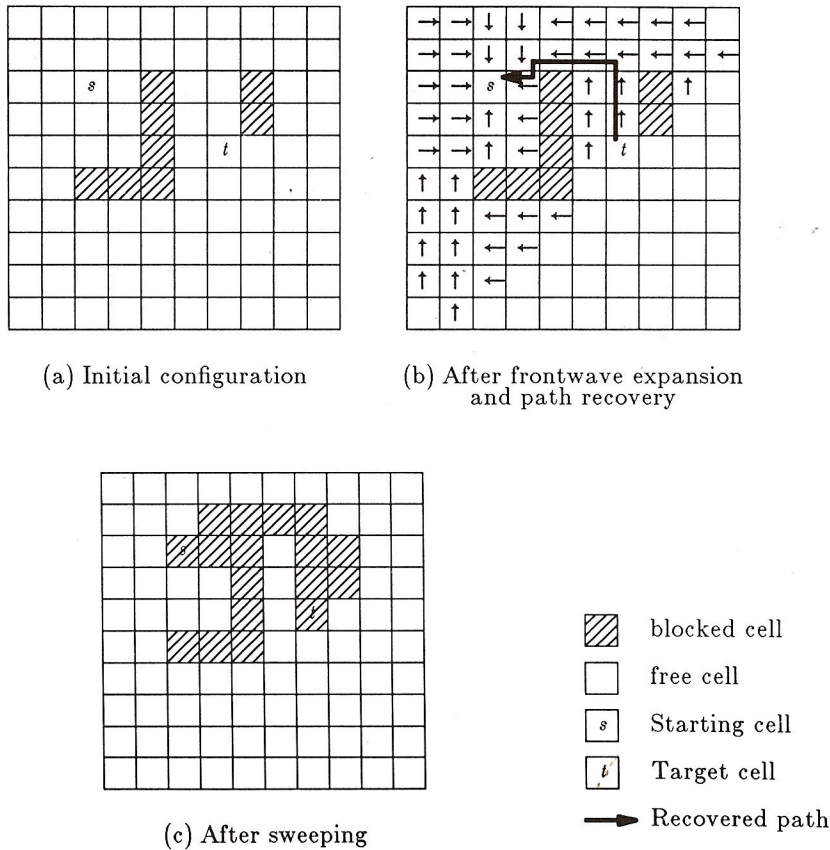 s
t
s
t
(a) Initial configuration
(b) After frontwave expansion
and path recovery
s
t
blocked cell
free cell
s Starting cell
t Target cell
Recovered path
(c) After sweeping